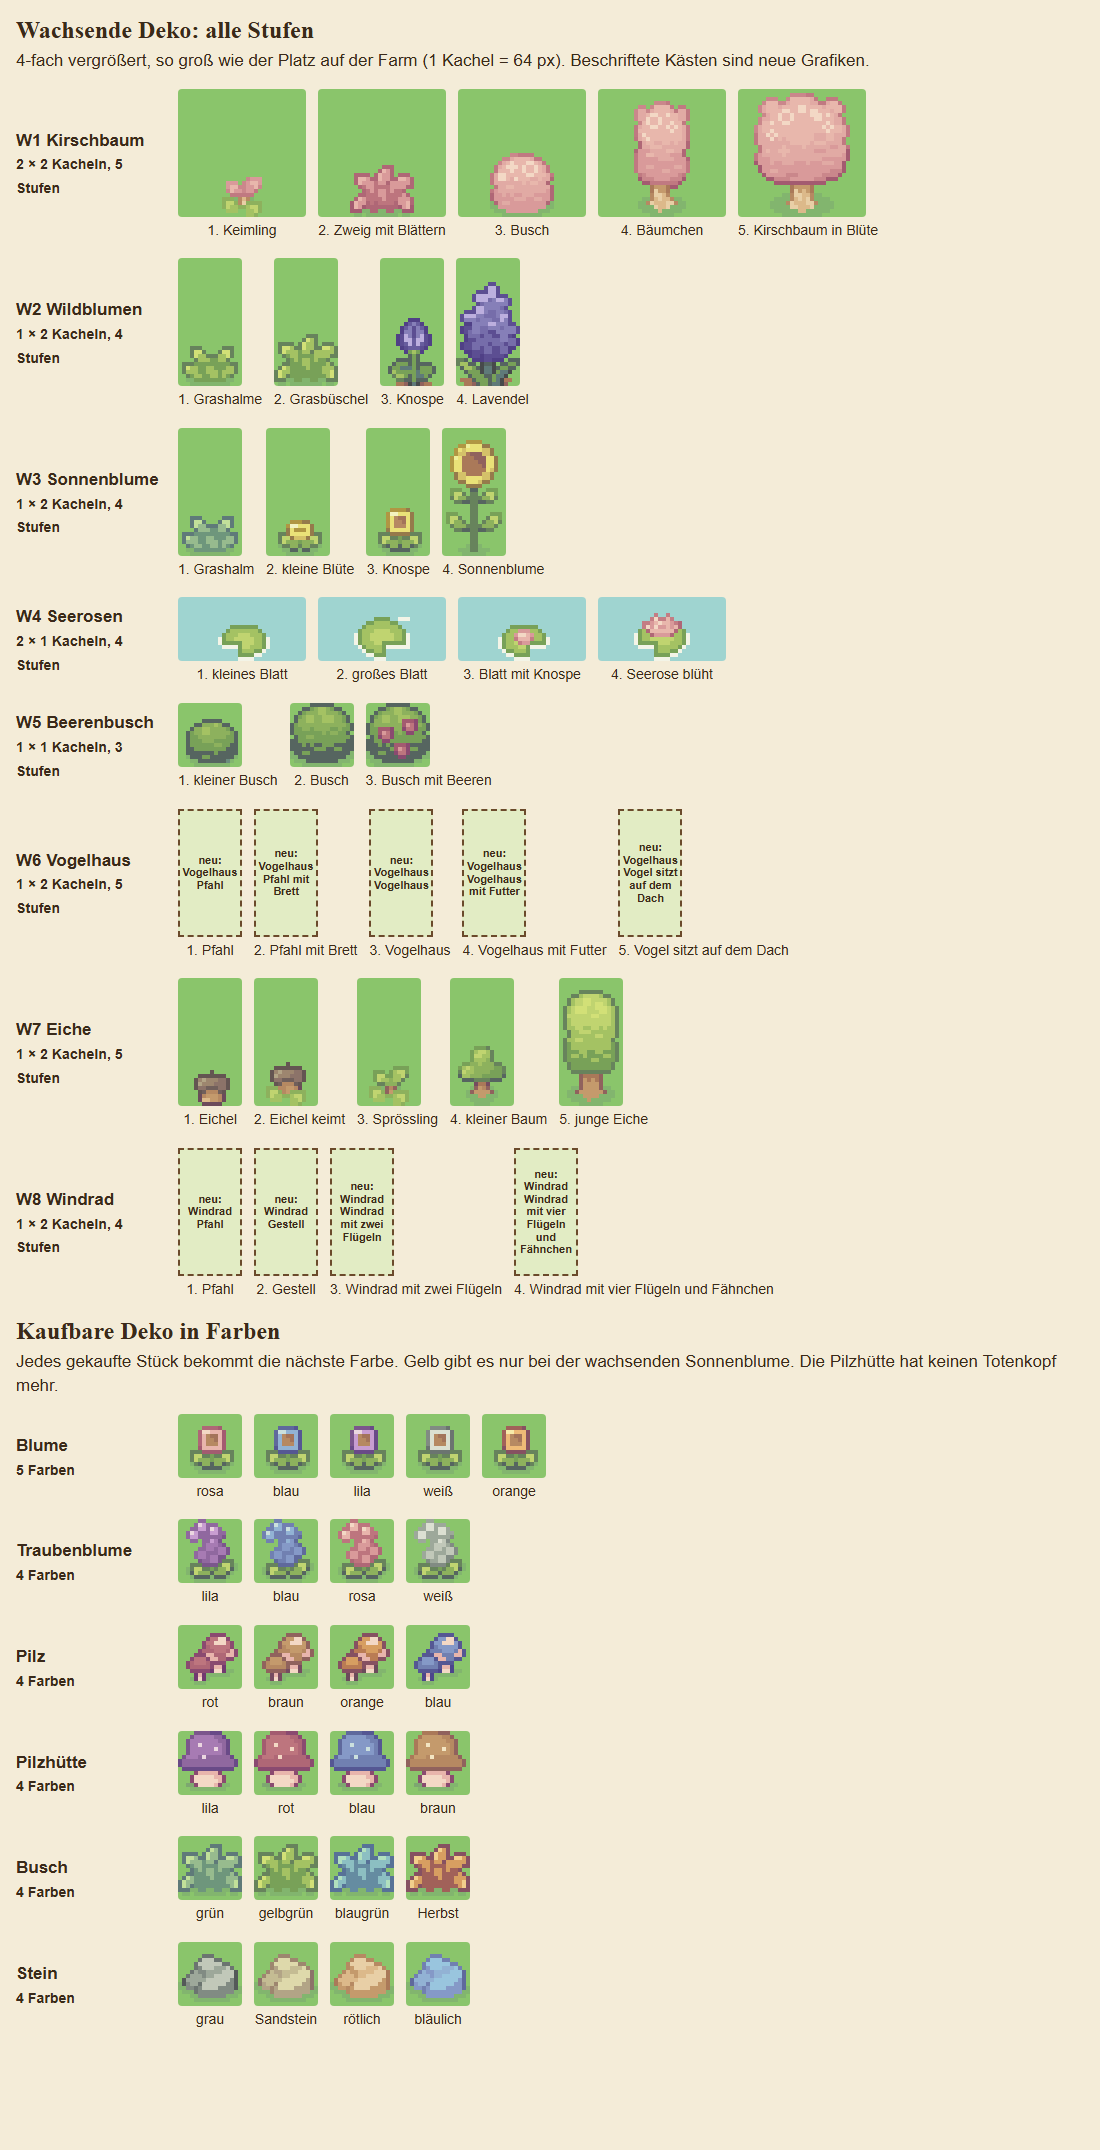 Wachsende Deko: alle Stufen
4-fach vergrößert, so groß wie der Platz auf der Farm (1 Kachel = 64 px). Beschriftete Kästen sind neue Grafiken.
W1 Kirschbaum
2 × 2 Kacheln, 5
Stufen
1. Keimling
2. Zweig mit Blättern
3. Busch
4. Bäumchen
5. Kirschbaum in Blüte
W2 Wildblumen
1 × 2 Kacheln, 4
Stufen
1. Grashalme
2. Grasbüschel
3. Knospe
4. Lavendel
W3 Sonnenblume
1 × 2 Kacheln, 4
Stufen
1. Grashalm
2. kleine Blüte
3. Knospe
4. Sonnenblume
W4 Seerosen
2 × 1 Kacheln, 4
Stufen
1. kleines Blatt
2. großes Blatt
3. Blatt mit Knospe
4. Seerose blüht
W5 Beerenbusch
1 × 1 Kacheln, 3
Stufen
1. kleiner Busch
2. Busch
3. Busch mit Beeren
W6 Vogelhaus
1 × 2 Kacheln, 5
Stufen
neu:
Vogelhaus
Pfahl
1. Pfahl
neu:
Vogelhaus
Pfahl mit
Brett
2. Pfahl mit Brett
neu:
Vogelhaus
Vogelhaus
3. Vogelhaus
neu:
Vogelhaus
Vogelhaus
mit Futter
4. Vogelhaus mit Futter
neu:
Vogelhaus
Vogel sitzt
auf dem
Dach
5. Vogel sitzt auf dem Dach
W7 Eiche
1 × 2 Kacheln, 5
Stufen
1. Eichel
2. Eichel keimt
3. Sprössling
4. kleiner Baum
5. junge Eiche
W8 Windrad
1 × 2 Kacheln, 4
Stufen
neu:
Windrad
Pfahl
1. Pfahl
neu:
Windrad
Gestell
2. Gestell
neu:
Windrad
Windrad
mit zwei
Flügeln
3. Windrad mit zwei Flügeln
neu:
Windrad
Windrad
mit vier
Flügeln
und
Fähnchen
4. Windrad mit vier Flügeln und Fähnchen
Kaufbare Deko in Farben
Jedes gekaufte Stück bekommt die nächste Farbe. Gelb gibt es nur bei der wachsenden Sonnenblume. Die Pilzhütte hat keinen Totenkopf
mehr.
Blume
5 Farben
rosa
blau
lila
weiß
orange
Traubenblume
4 Farben
lila
blau
rosa
weiß
Pilz
4 Farben
rot
braun
orange
blau
Pilzhütte
4 Farben
lila
rot
blau
braun
Busch
4 Farben
grün
gelbgrün
blaugrün
Herbst
Stein
4 Farben
grau
Sandstein
rötlich
bläulich